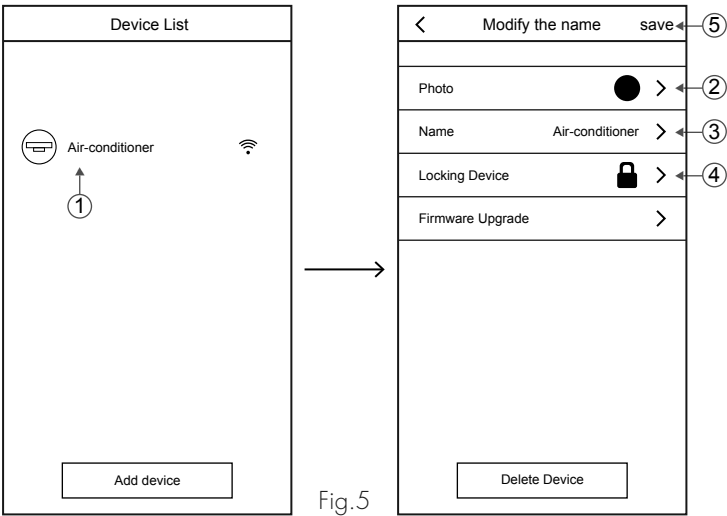 Device List
Air-conditioner
①
Add device
Fig.5
Modify the name save ⑤
Photo ②
Name Air-conditioner ③
Locking Device ④
Firmware Upgrade
Delete Device